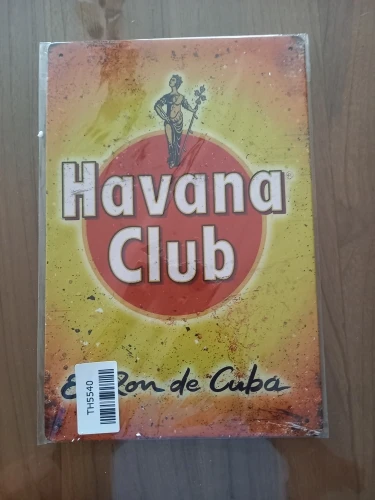 Havana
Club
El Ron de Cuba
TH5540